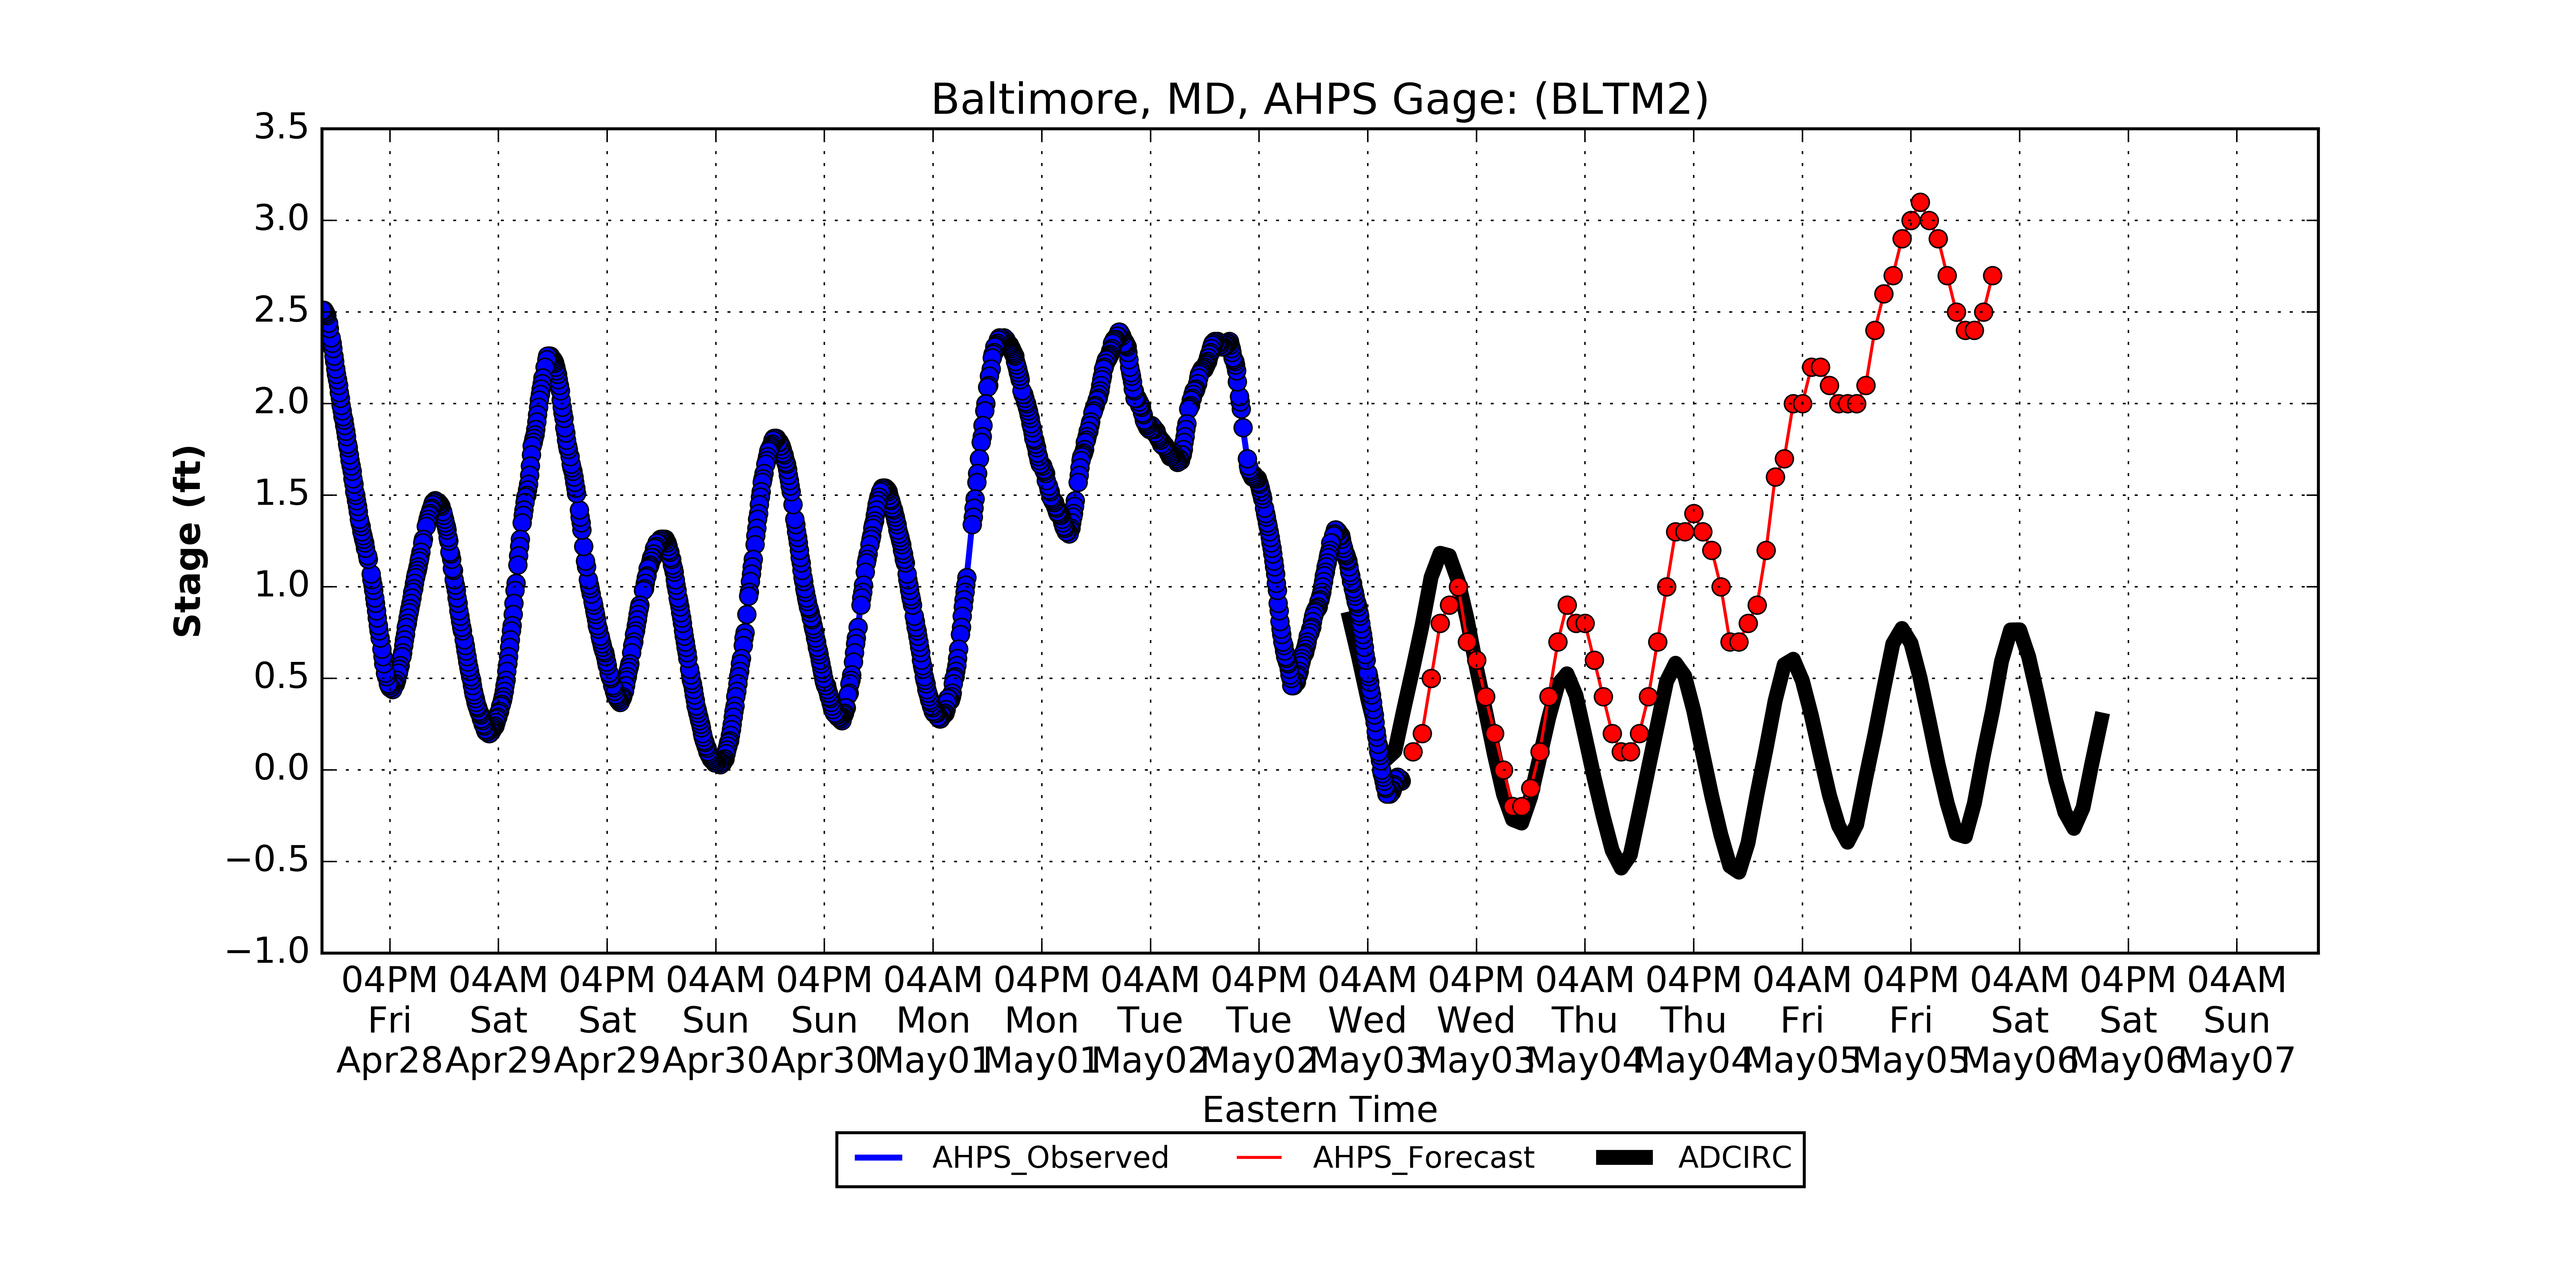 Baltimore, MD, AHPS Gage: (BLTM2)
Stage (ft)
3.5
3.0
2.5
2.0
1.5
1.0
0.5
0.0
−0.5
−1.0
04PM 04AM 04PM 04AM 04PM 04AM 04PM 04AM 04PM 04AM 04PM 04AM 04PM 04AM 04PM 04AM 04PM 04AM
Fri Sat Sat Sun Sun Mon Mon Tue Tue Wed Wed Thu Thu Fri Fri Sat Sat Sun
Apr28 Apr29 Apr29 Apr30 Apr30 May01 May01 May02 May02 May03 May03 May04 May04 May05 May05 May06 May06 May07
Eastern Time
AHPS_Observed AHPS_Forecast ADCIRC